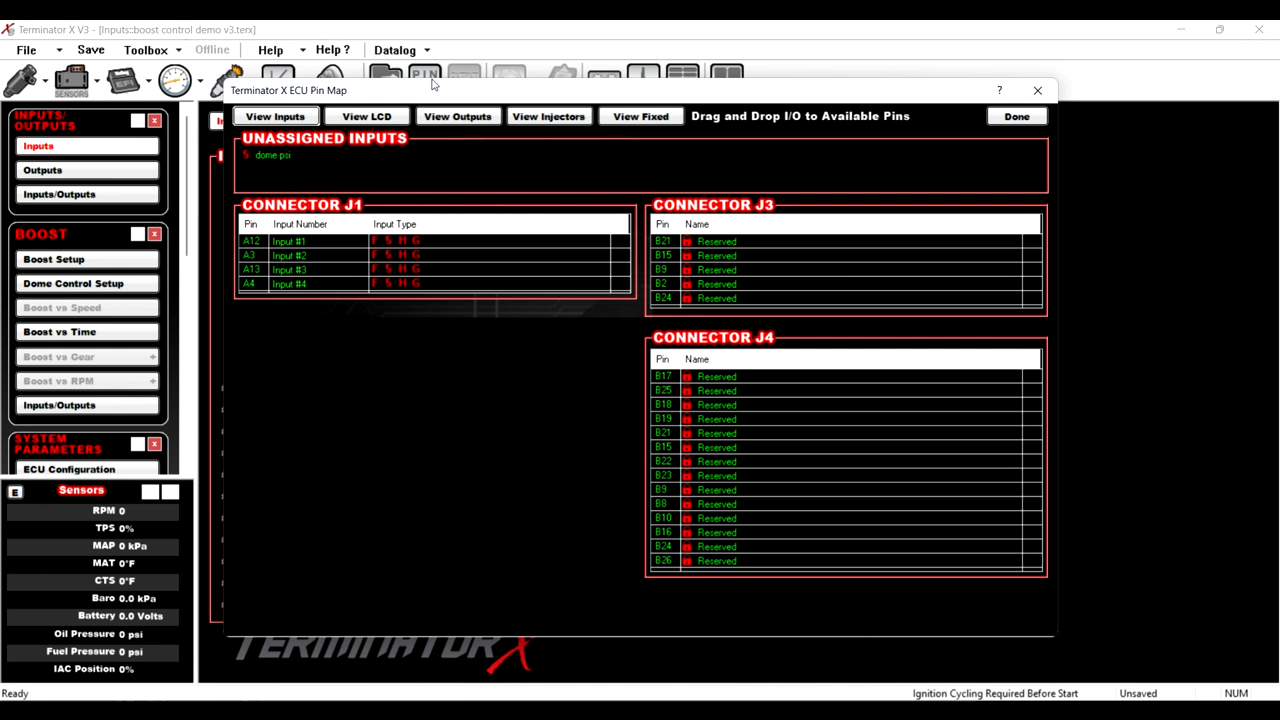 Terminator X V3 - [Inputs::boost control demo v3.terx]
File Save Toolbox Offline Help Help ? Datalog
SENSORS EFI PIN
Terminator X ECU Pin Map ?
View Inputs View LCD View Outputs View Injectors View Fixed Drag and Drop I/O to Available Pins Done
INPUTS/
OUTPUTS
Inputs
Outputs
Inputs/Outputs
BOOST
Boost Setup
Dome Control Setup
Boost vs Speed
Boost vs Time
Boost vs Gear +
Boost vs RPM +
Inputs/Outputs
SYSTEM
PARAMETERS
ECU Configuration
E Sensors
RPM 0
TPS 0%
MAP 0 kPa
MAT 0°F
CTS 0°F
Baro 0.0 kPa
Battery 0.0 Volts
Oil Pressure 0 psi
Fuel Pressure 0 psi
IAC Position 0%
UNASSIGNED INPUTS
5 dome psi
CONNECTOR J1
Pin Input Number Input Type
A12 Input #1 F 5 H G
A3 Input #2 F 5 H G
A13 Input #3 F 5 H G
A4 Input #4 F 5 H G
CONNECTOR J3
Pin Name
B21 Reserved
B15 Reserved
B9 Reserved
B2 Reserved
B24 Reserved
CONNECTOR J4
Pin Name
B17 Reserved
B25 Reserved
B18 Reserved
B19 Reserved
B21 Reserved
B15 Reserved
B22 Reserved
B23 Reserved
B9 Reserved
B8 Reserved
B10 Reserved
B16 Reserved
B24 Reserved
B26 Reserved
TERMINATOR X
Ready Ignition Cycling Required Before Start Unsaved NUM